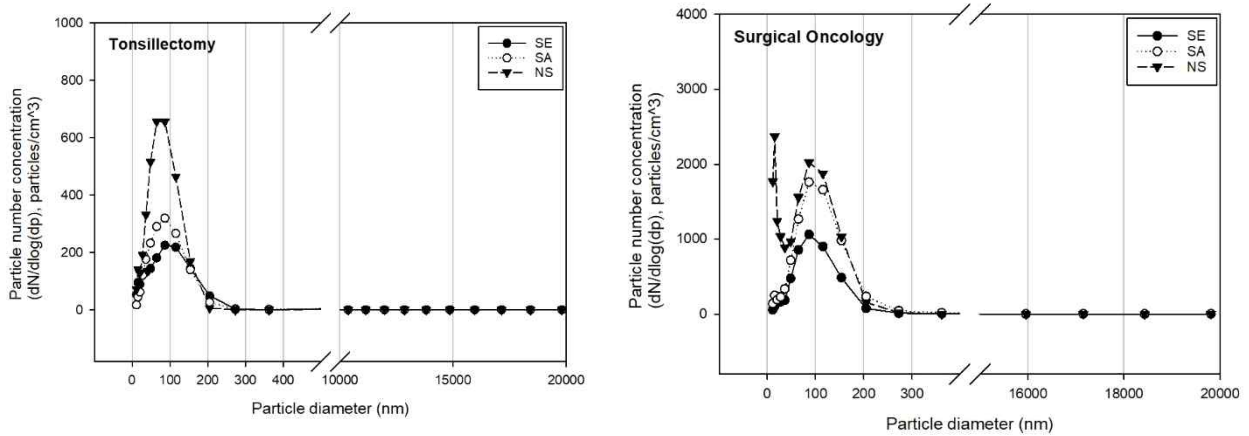 Tonsillectomy
SE
SA
NS
1000
800
600
400
200
0
Particle number concentration
(dN/dlog(dp), particles/cm^3)
0 100 200 300 400 10000 15000 20000
Particle diameter (nm)
Surgical Oncology
SE
SA
NS
4000
3000
2000
1000
0
Particle number concentration
(dN/dlog(dp), particles/cm^3)
0 100 200 300 16000 18000 20000
Particle diameter (nm)